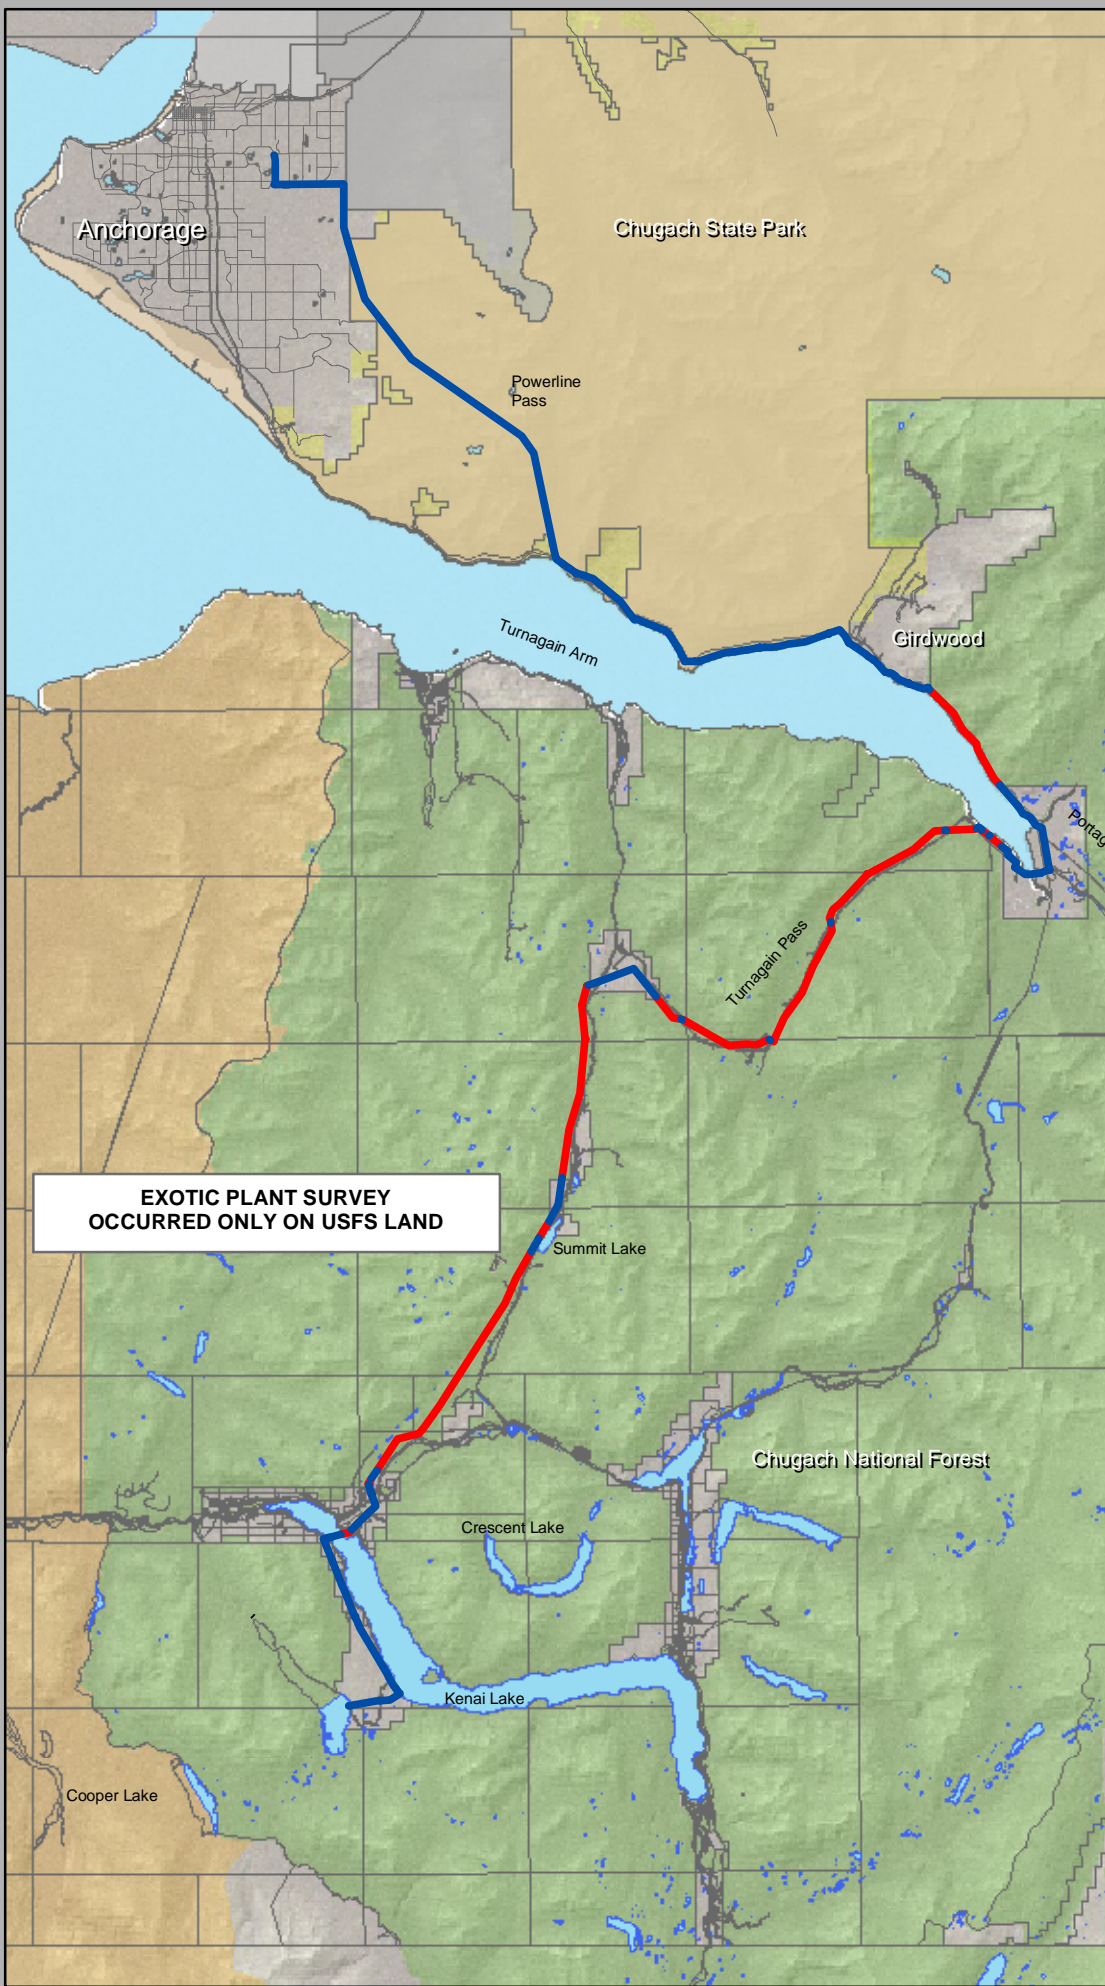 Anchorage
Chugach State Park
Powerline
Pass
Turnagain Arm
Girdwood
Portag
Turnagain Pass
EXOTIC PLANT SURVEY
OCCURRED ONLY ON USFS LAND
Summit Lake
Chugach National Forest
Crescent Lake
Kenai Lake
Cooper Lake